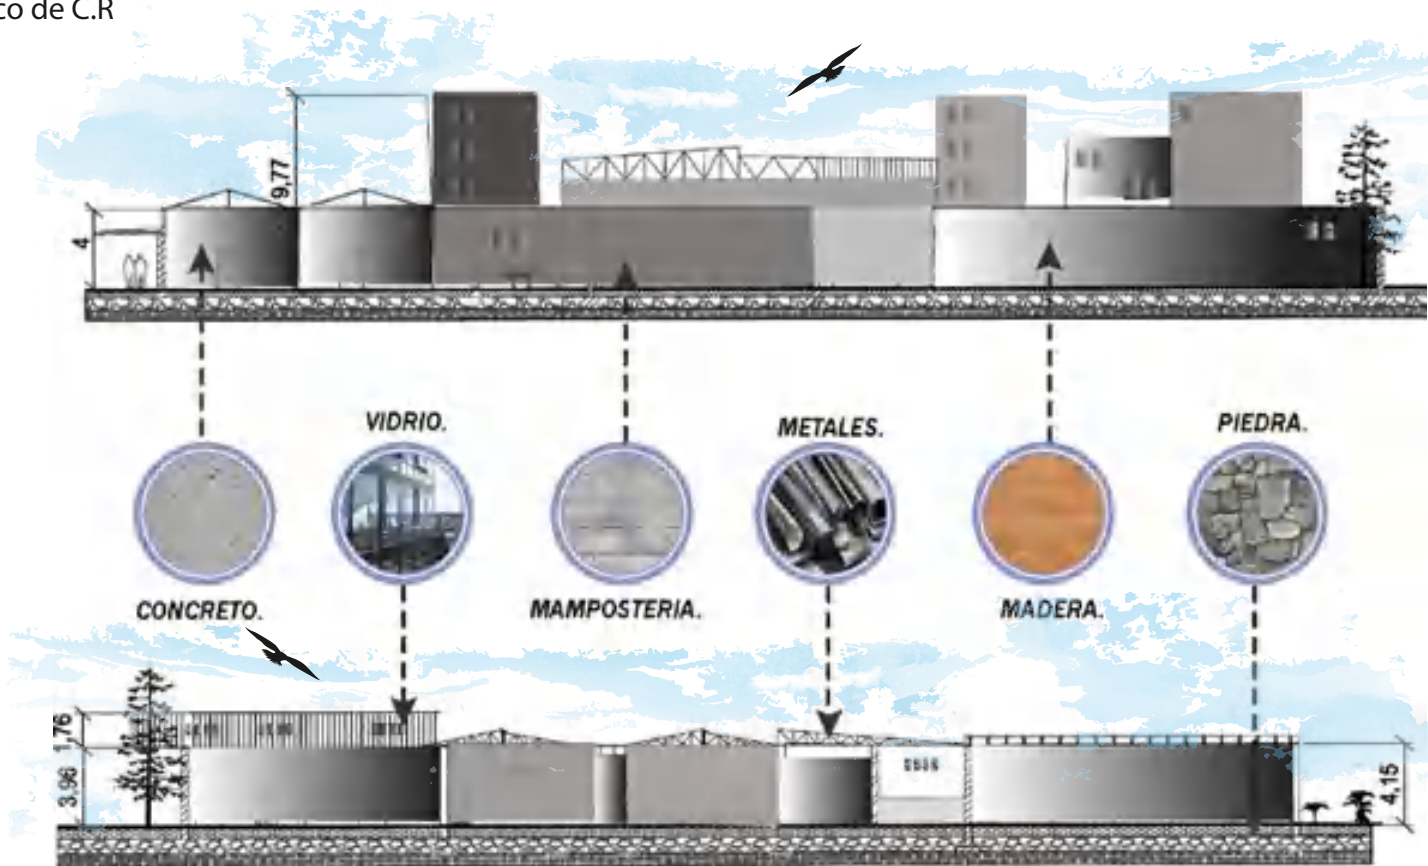 co de C.R
9,77
4
VIDRIO.
METALES.
PIEDRA.
CONCRETO.
MAMPOSTERIA.
MADERA.
1,76
3,96
4,15